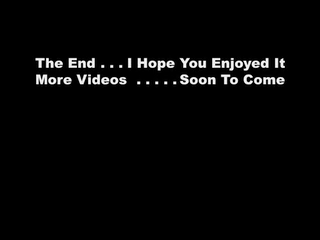 The End . . . I Hope You Enjoyed It
More Videos . . . . . Soon To Come